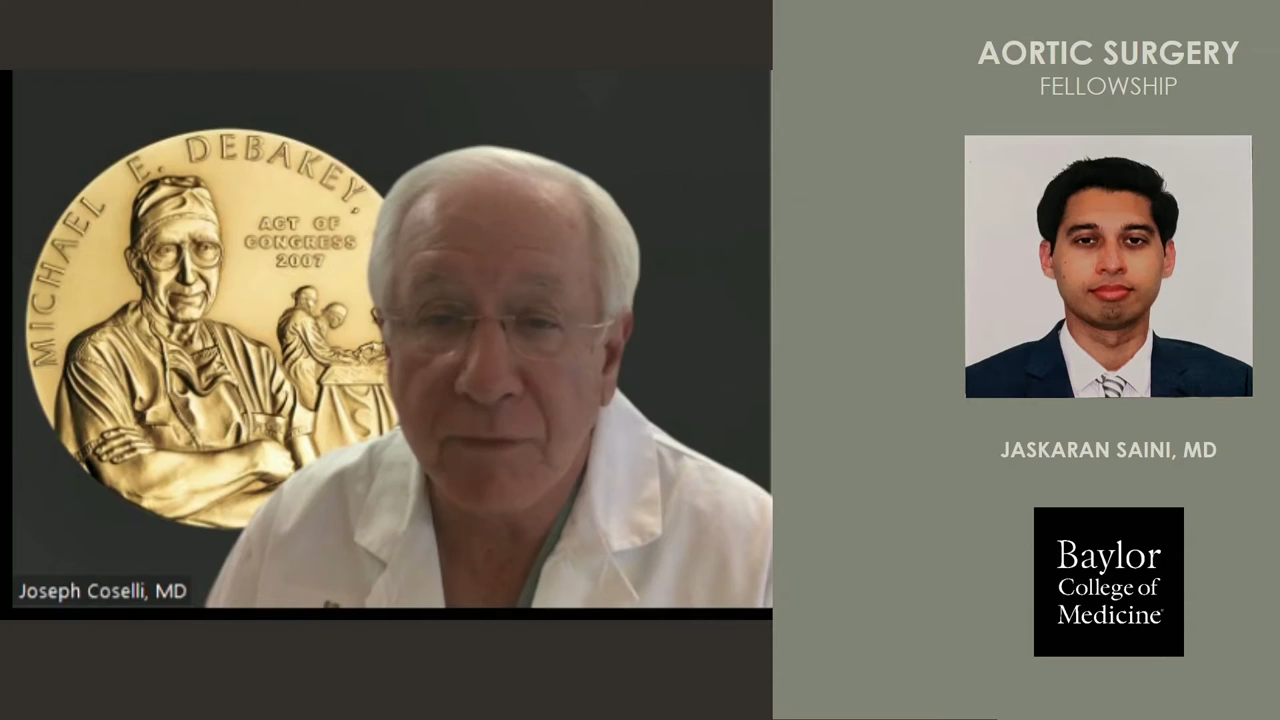 MICHAEL E. DEBAKEY,
ACT OF
CONGRESS
2007
Joseph Coselli, MD
AORTIC SURGERY
FELLOWSHIP
JASKARAN SAINI, MD
Baylor
College of
Medicine